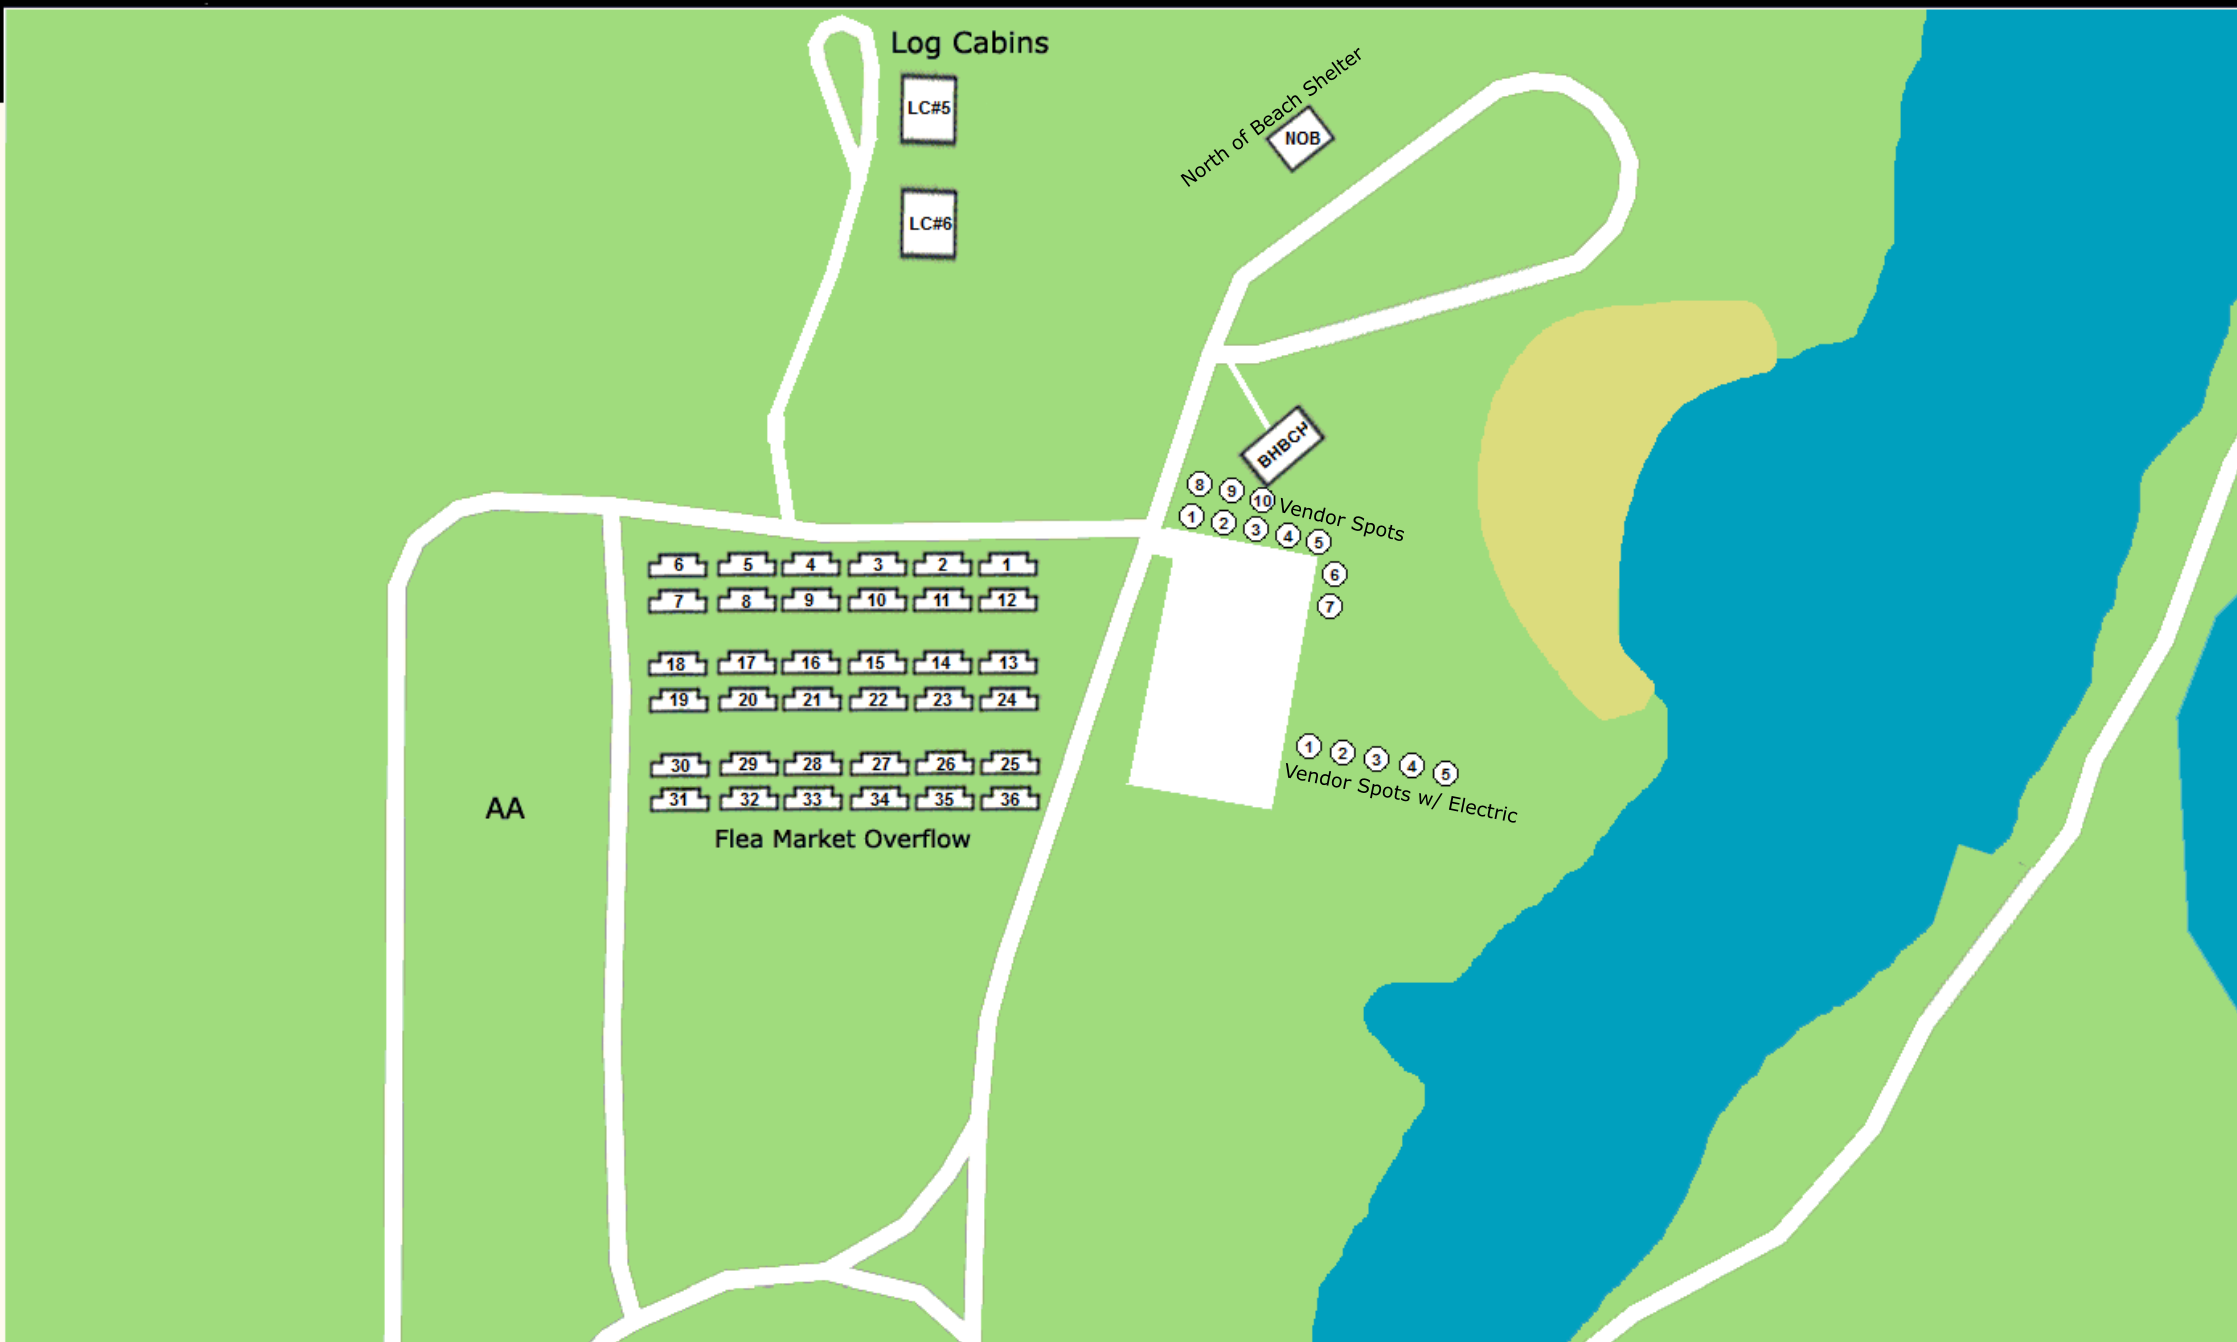 Log Cabins
LC#5
LC#6
North of Beach Shelter
NOB
BHBCH
8 9 10
Vendor Spots
1 2 3 4 5
6
7
6 5 4 3 2 1
7 8 9 10 11 12
18 17 16 15 14 13
19 20 21 22 23 24
30 29 28 27 26 25
31 32 33 34 35 36
Flea Market Overflow
AA
1 2 3 4 5
Vendor Spots w/ Electric